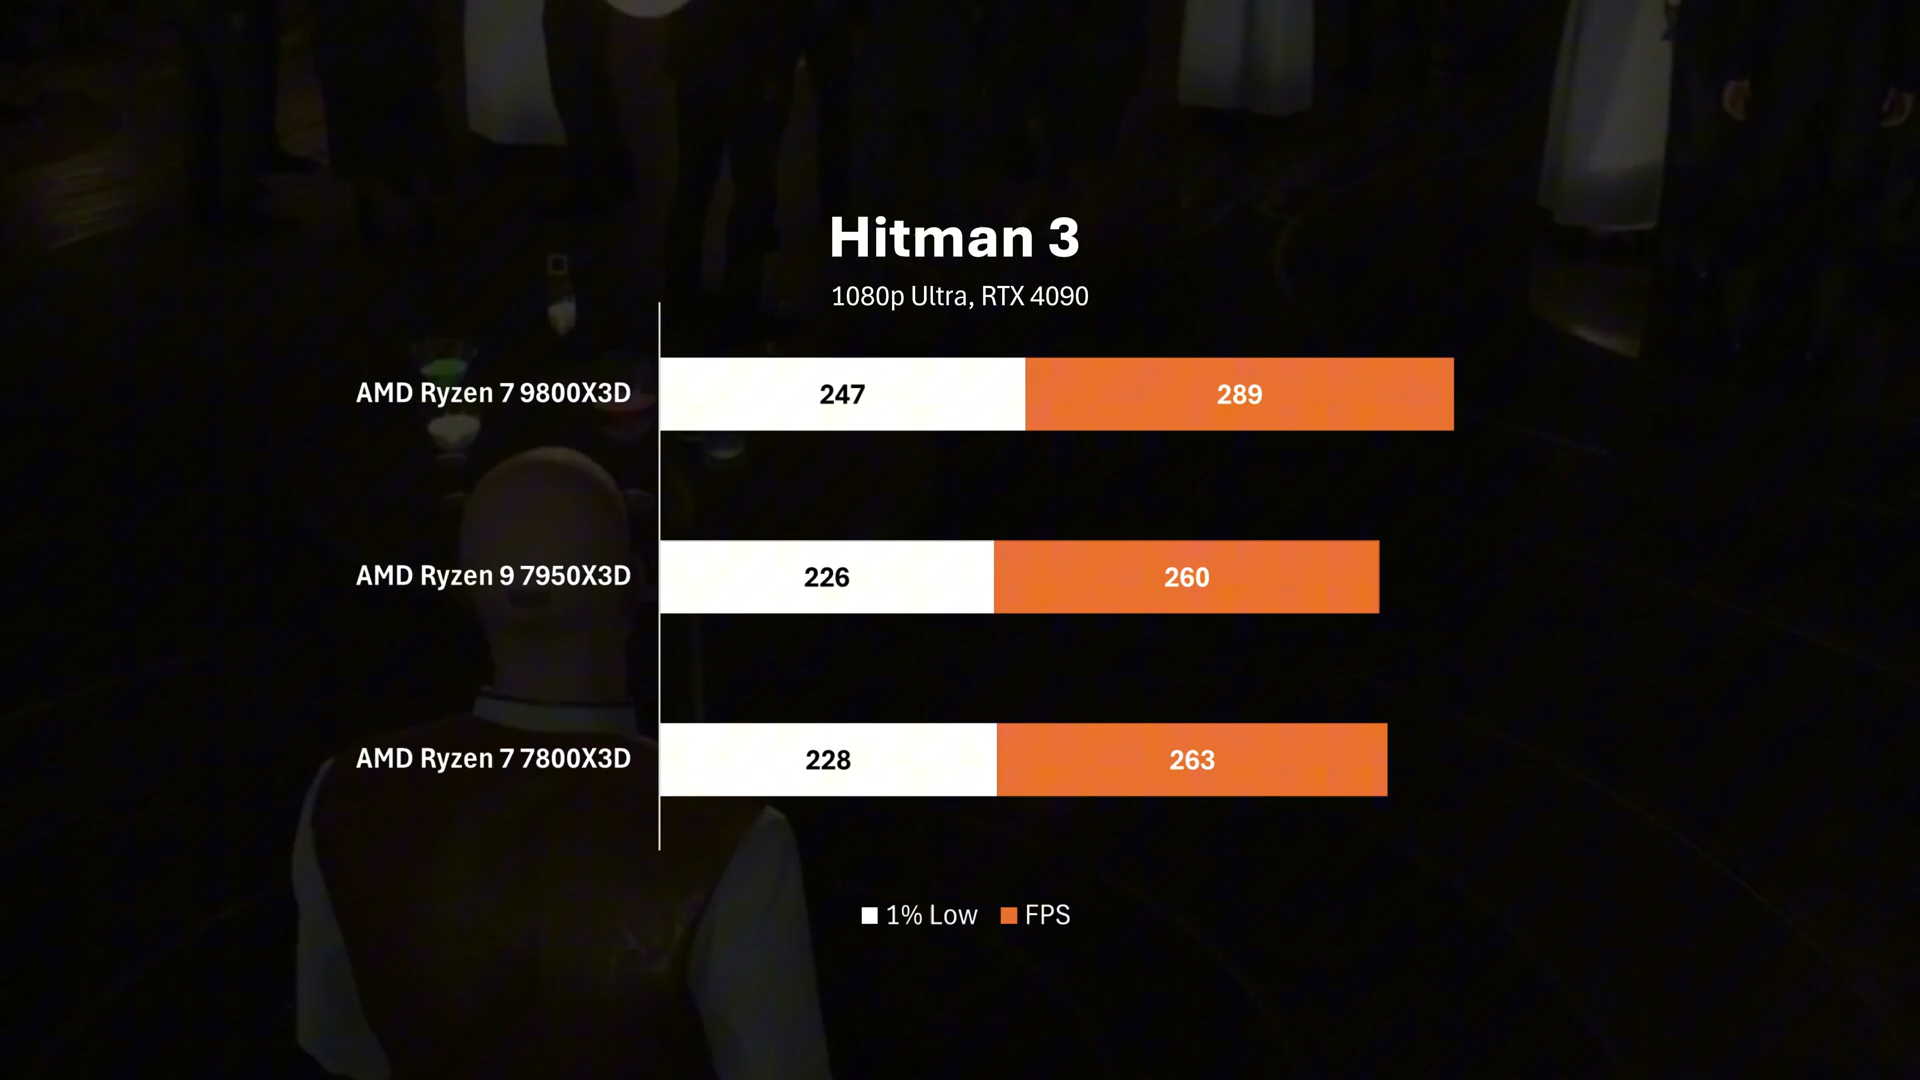 Hitman 3
1080p Ultra, RTX 4090
AMD Ryzen 7 9800X3D 247 289
AMD Ryzen 9 7950X3D 226 260
AMD Ryzen 7 7800X3D 228 263
1% Low FPS